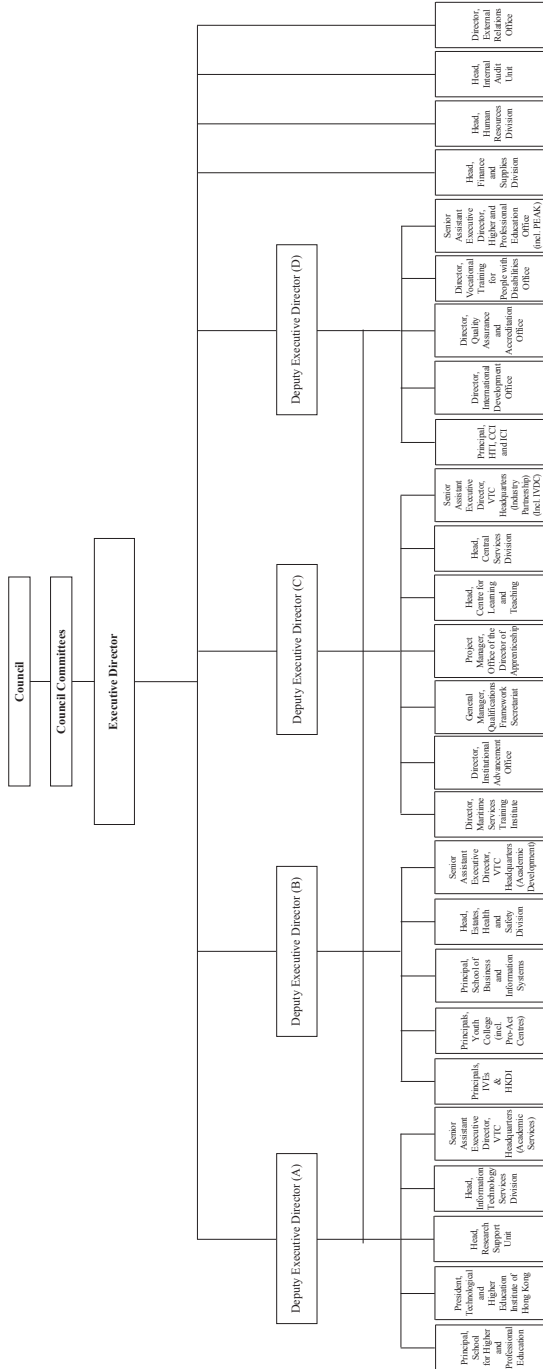 Council
Council Committees
Executive Director
Deputy Executive Director (A)
Deputy Executive Director (B)
Deputy Executive Director (C)
Deputy Executive Director (D)
Principal,
School
for Higher
and
Professional
Education
President,
Technological
and
Higher
Education
Institute of
Hong Kong
Head,
Research
Support
Unit
Head,
Information
Technology
Services
Division
Senior
Assistant
Executive
Director,
VTC
Headquarters
(Academic
Services)
Principals,
IVEs
&
HKDI
Principals,
Youth
College
(incl.
Pro-Act
Centres)
Principal,
School of
Business
and
Information
Systems
Head,
Estates,
Health
and
Safety
Division
Senior
Assistant
Executive
Director,
VTC
Headquarters
(Academic
Development)
Director,
Maritime
Services
Training
Institute
Director,
Institutional
Advancement
Office
General
Manager,
Qualifications
Framework
Secretariat
Project
Manager,
Office of the
Director of
Apprenticeship
Head,
Centre for
Learning
and
Teaching
Head,
Central
Services
Division
Senior
Assistant
Executive
Director,
VTC
Headquarters
(Industry
Partnership)
(Incl. IVDC)
Principal,
HTI, CCI
and ICI
Director,
International
Development
Office
Director,
Quality
Assurance
and
Accreditation
Office
Director,
Vocational
Training
for
People with
Disabilities
Office
Senior
Assistant
Executive
Director,
Higher and
Professional
Education
Office
(incl. PEAK)
Head,
Finance
and
Supplies
Division
Head,
Human
Resources
Division
Head,
Internal
Audit
Unit
Director,
External
Relations
Office